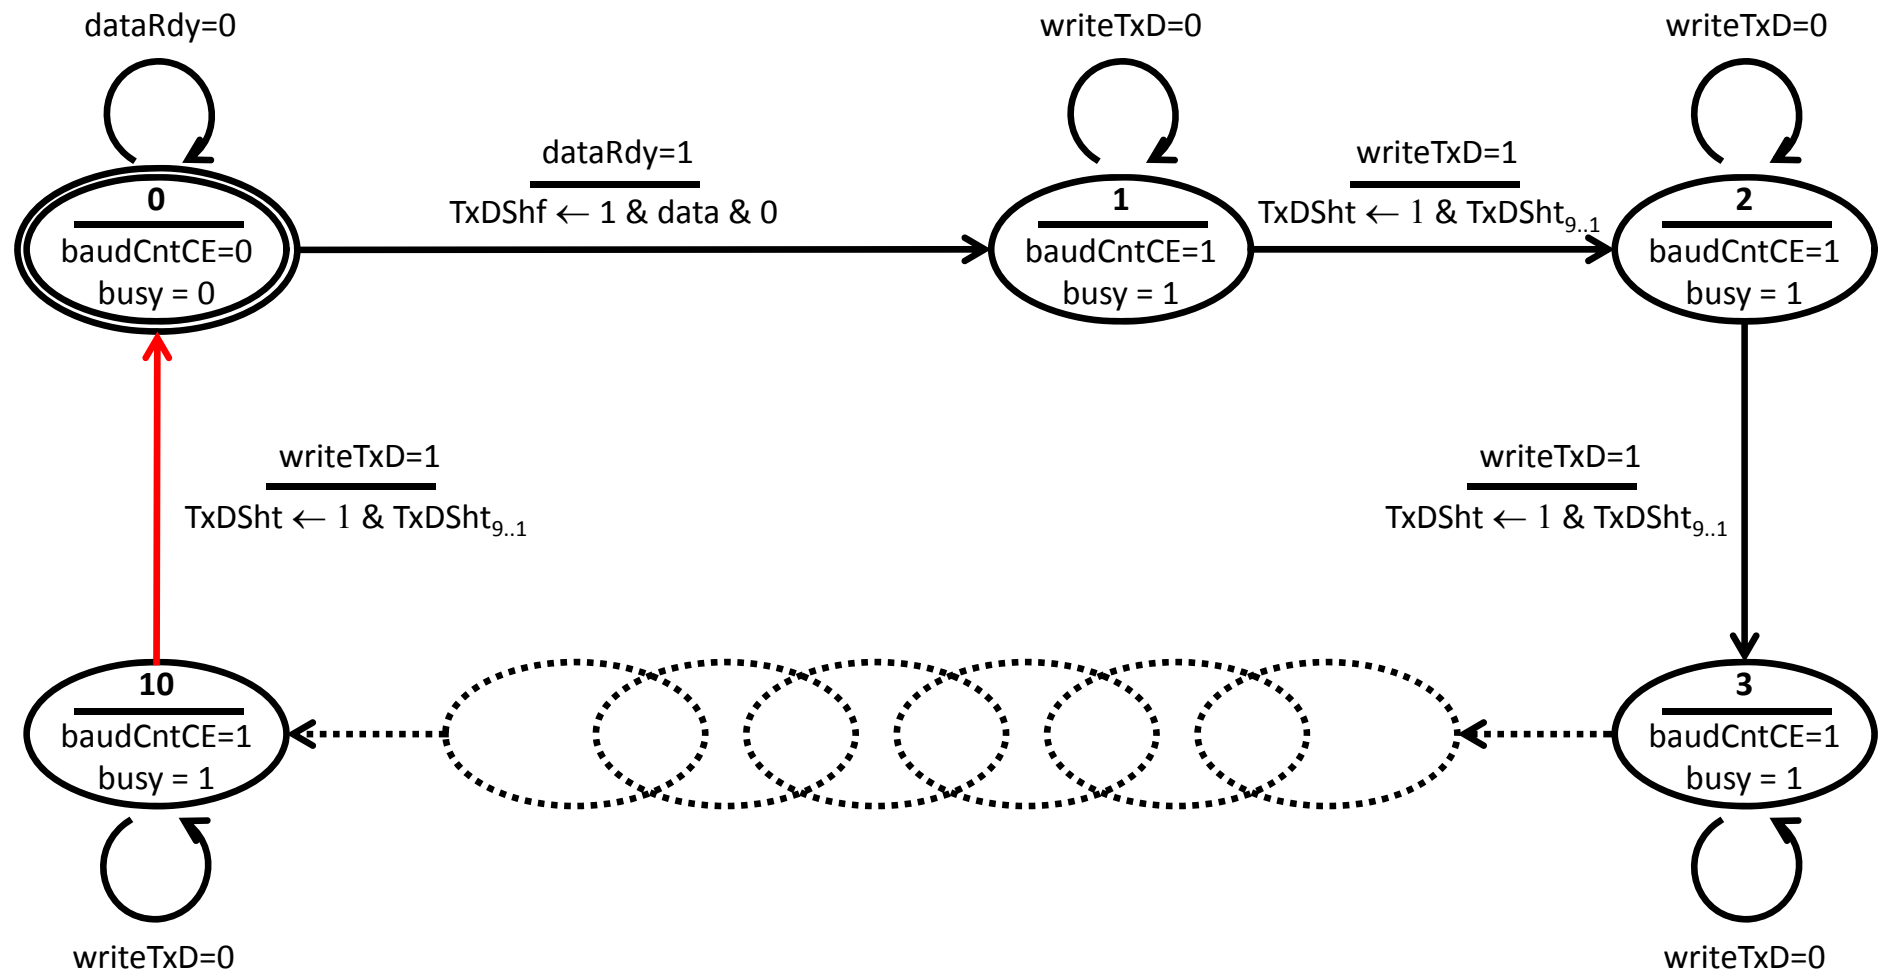 dataRdy=0
writeTxD=0
writeTxD=0
dataRdy=1
TxDShf ← 1 & data & 0
writeTxD=1
TxDSht ← 1 & TxDSht9..1
0
baudCntCE=0
busy = 0
1
baudCntCE=1
busy = 1
2
baudCntCE=1
busy = 1
writeTxD=1
TxDSht ← 1 & TxDSht9..1
writeTxD=1
TxDSht ← 1 & TxDSht9..1
10
baudCntCE=1
busy = 1
3
baudCntCE=1
busy = 1
writeTxD=0
writeTxD=0